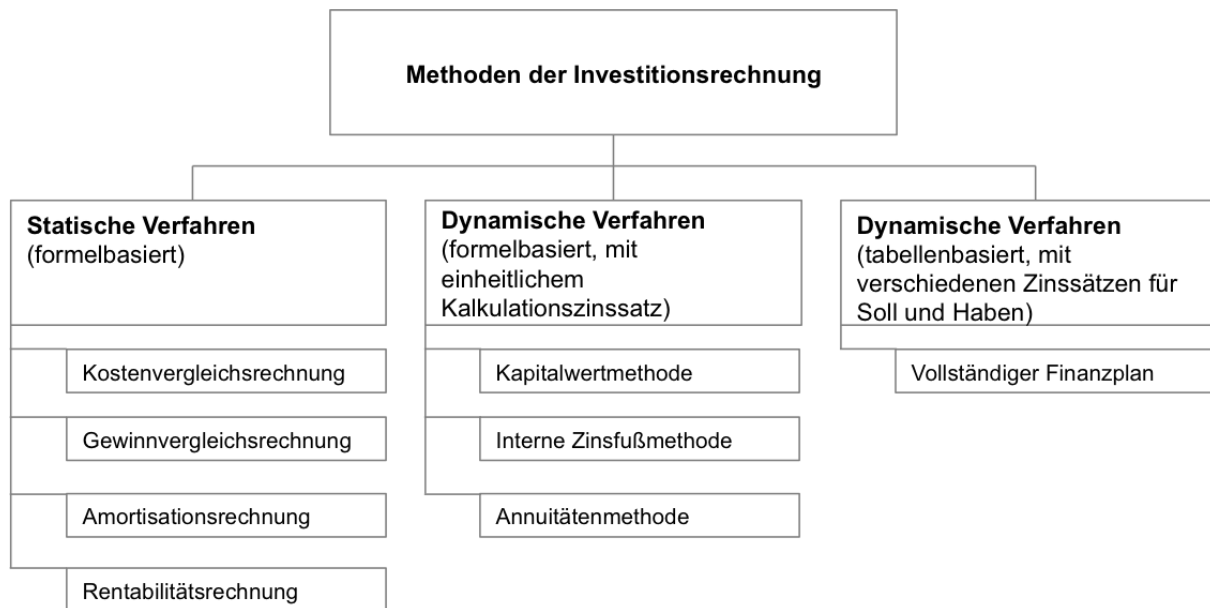 Methoden der Investitionsrechnung
Statische Verfahren
(formelbasiert)
Kostenvergleichsrechnung
Gewinnvergleichsrechnung
Amortisationsrechnung
Rentabilitätsrechnung
Dynamische Verfahren
(formelbasiert, mit
einheitlichem
Kalkulationszinssatz)
Kapitalwertmethode
Interne Zinsfußmethode
Annuitätenmethode
Dynamische Verfahren
(tabellenbasiert, mit
verschiedenen Zinssätzen für
Soll und Haben)
Vollständiger Finanzplan